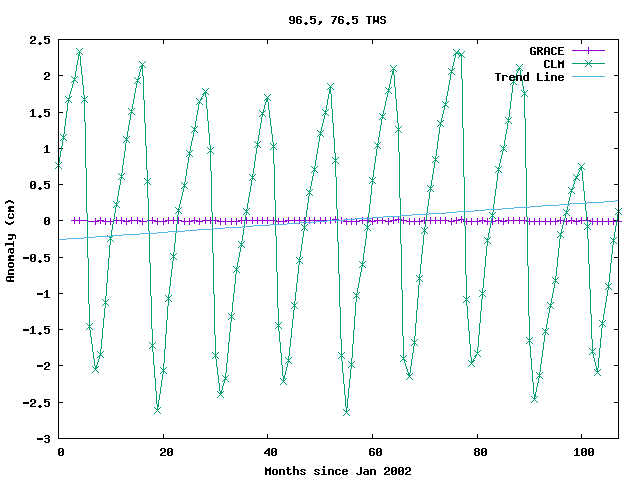 96.5, 76.5 TWS
GRACE
CLM
Trend Line
2.5
2
1.5
1
0.5
0
-0.5
-1
-1.5
-2
-2.5
-3
Anomaly (cm)
0 20 40 60 80 100
Months since Jan 2002